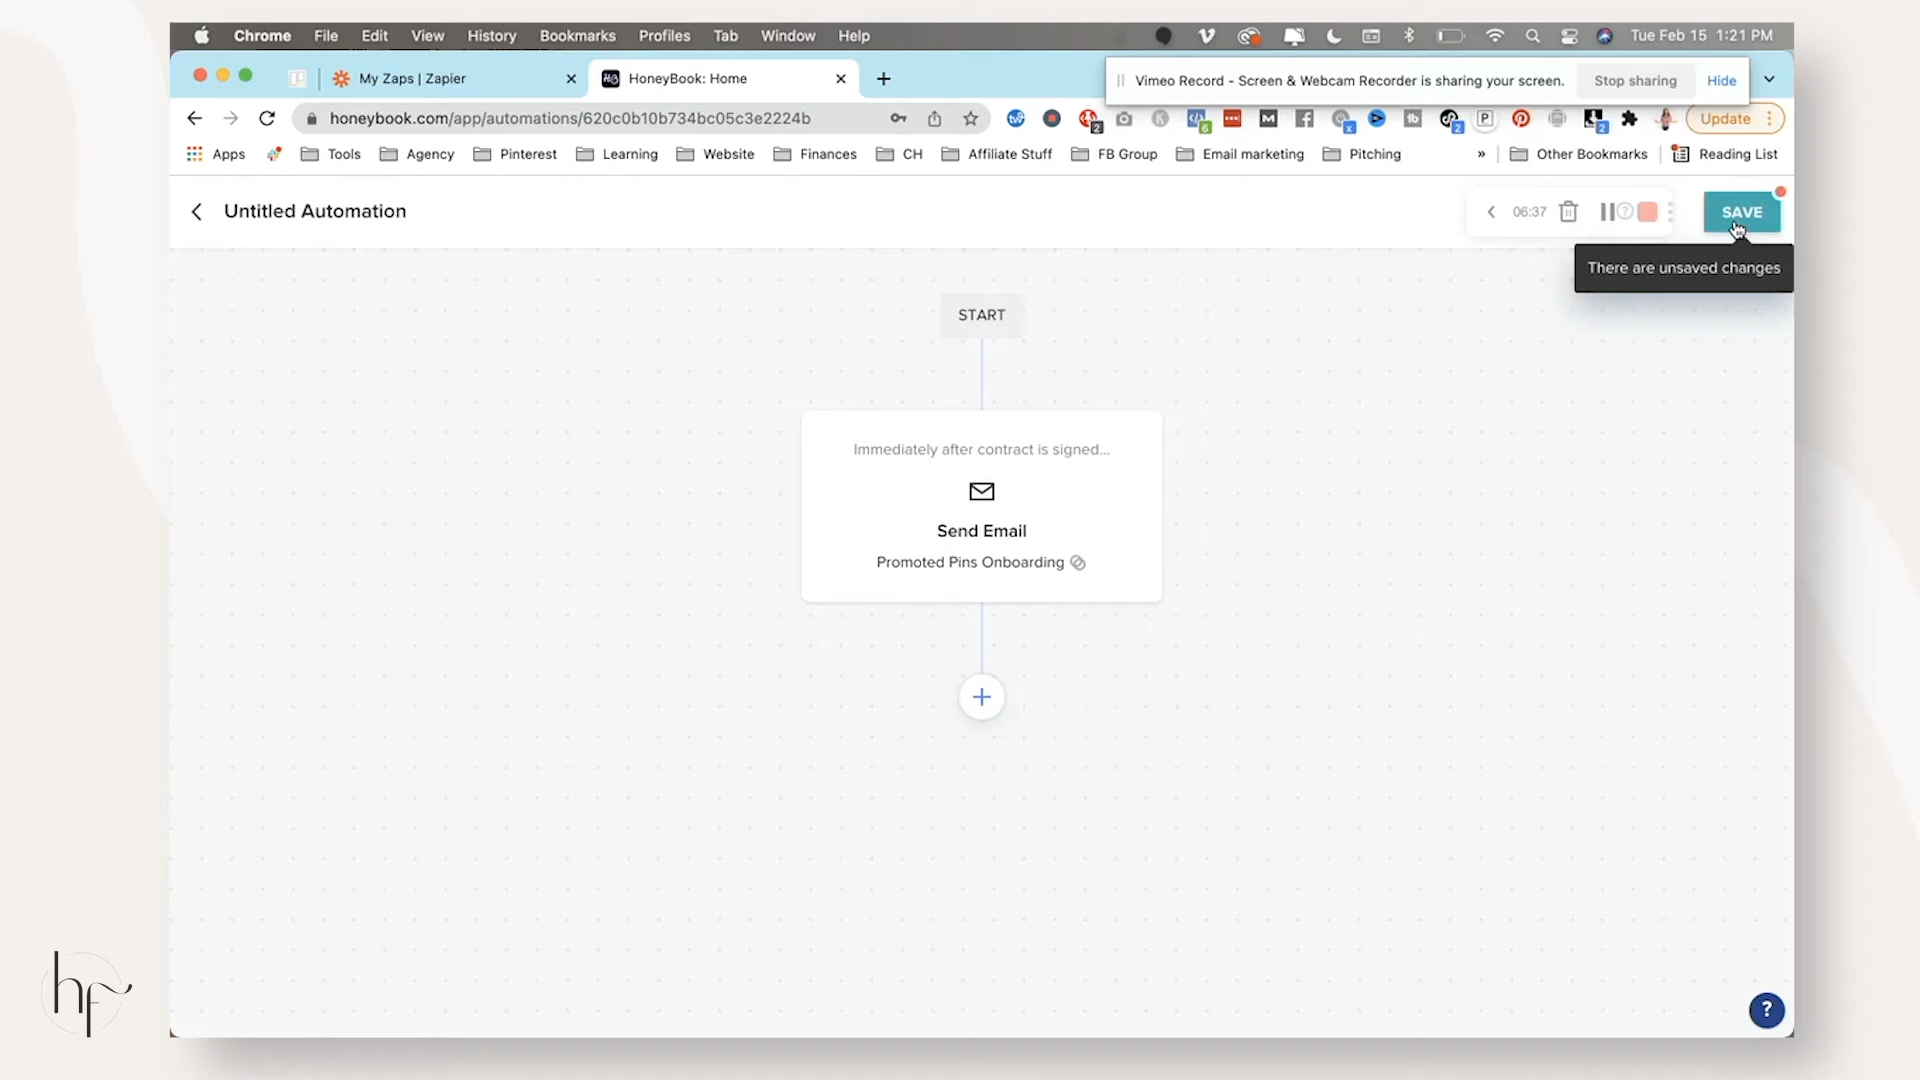 Chrome File Edit View History Bookmarks Profiles Tab Window Help Tue Feb 15 1:21 PM
My Zaps | Zapier HoneyBook: Home
Vimeo Record - Screen & Webcam Recorder is sharing your screen. Stop sharing Hide
honeybook.com/app/automations/620c0b10b734bc05c3e2224b Update
Apps Tools Agency Pinterest Learning Website Finances CH Affiliate Stuff FB Group Email marketing Pitching » Other Bookmarks Reading List
Untitled Automation 06:37 SAVE
There are unsaved changes
START
Immediately after contract is signed...
Send Email
Promoted Pins Onboarding
hf
?